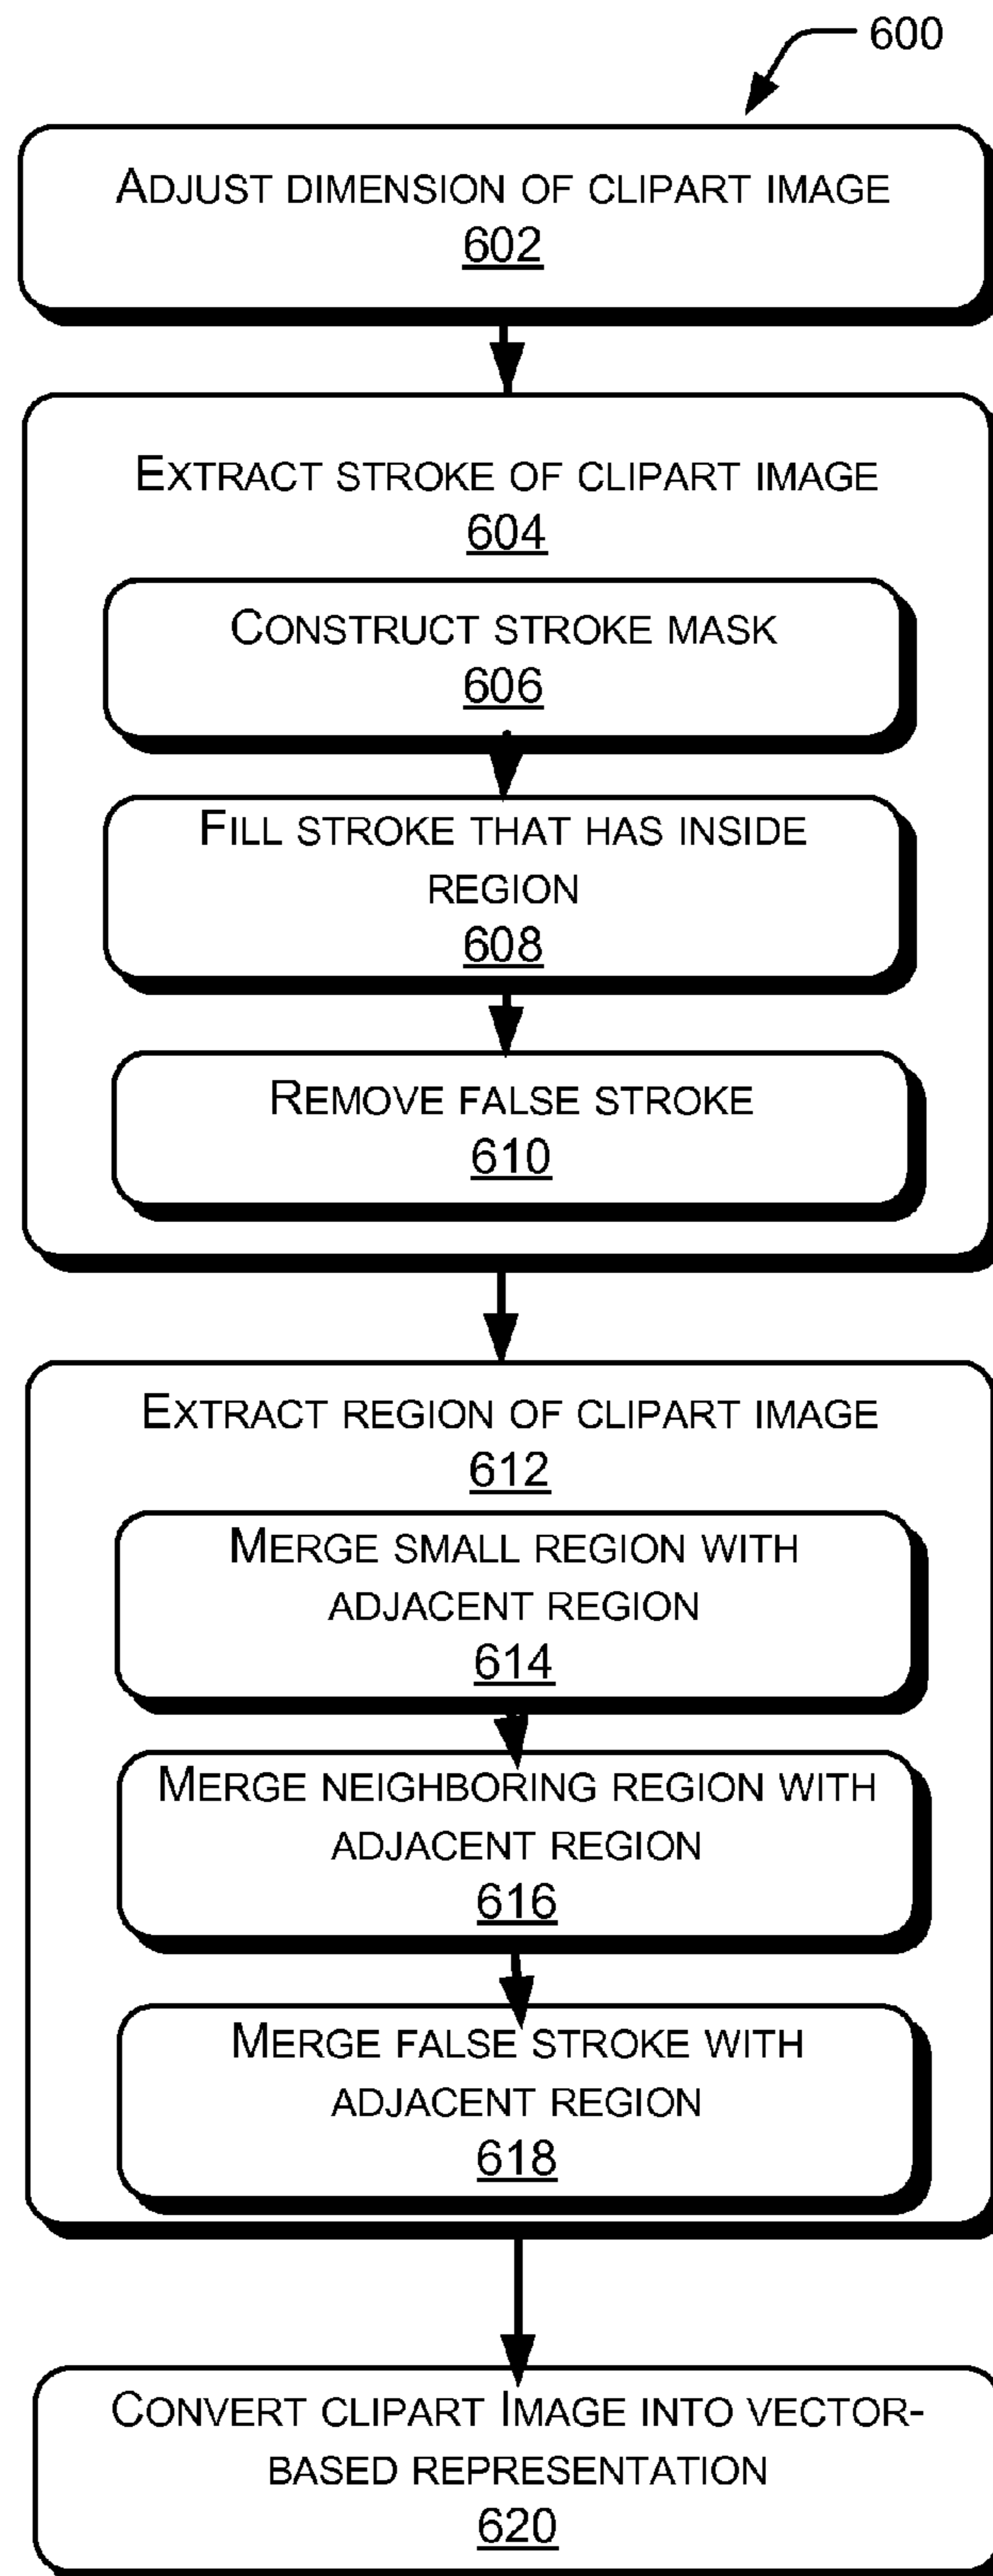 600
ADJUST DIMENSION OF CLIPART IMAGE
602
EXTRACT STROKE OF CLIPART IMAGE
604
CONSTRUCT STROKE MASK
606
FILL STROKE THAT HAS INSIDE
REGION
608
REMOVE FALSE STROKE
610
EXTRACT REGION OF CLIPART IMAGE
612
MERGE SMALL REGION WITH
ADJACENT REGION
614
MERGE NEIGHBORING REGION WITH
ADJACENT REGION
616
MERGE FALSE STROKE WITH
ADJACENT REGION
618
CONVERT CLIPART IMAGE INTO VECTOR-
BASED REPRESENTATION
620